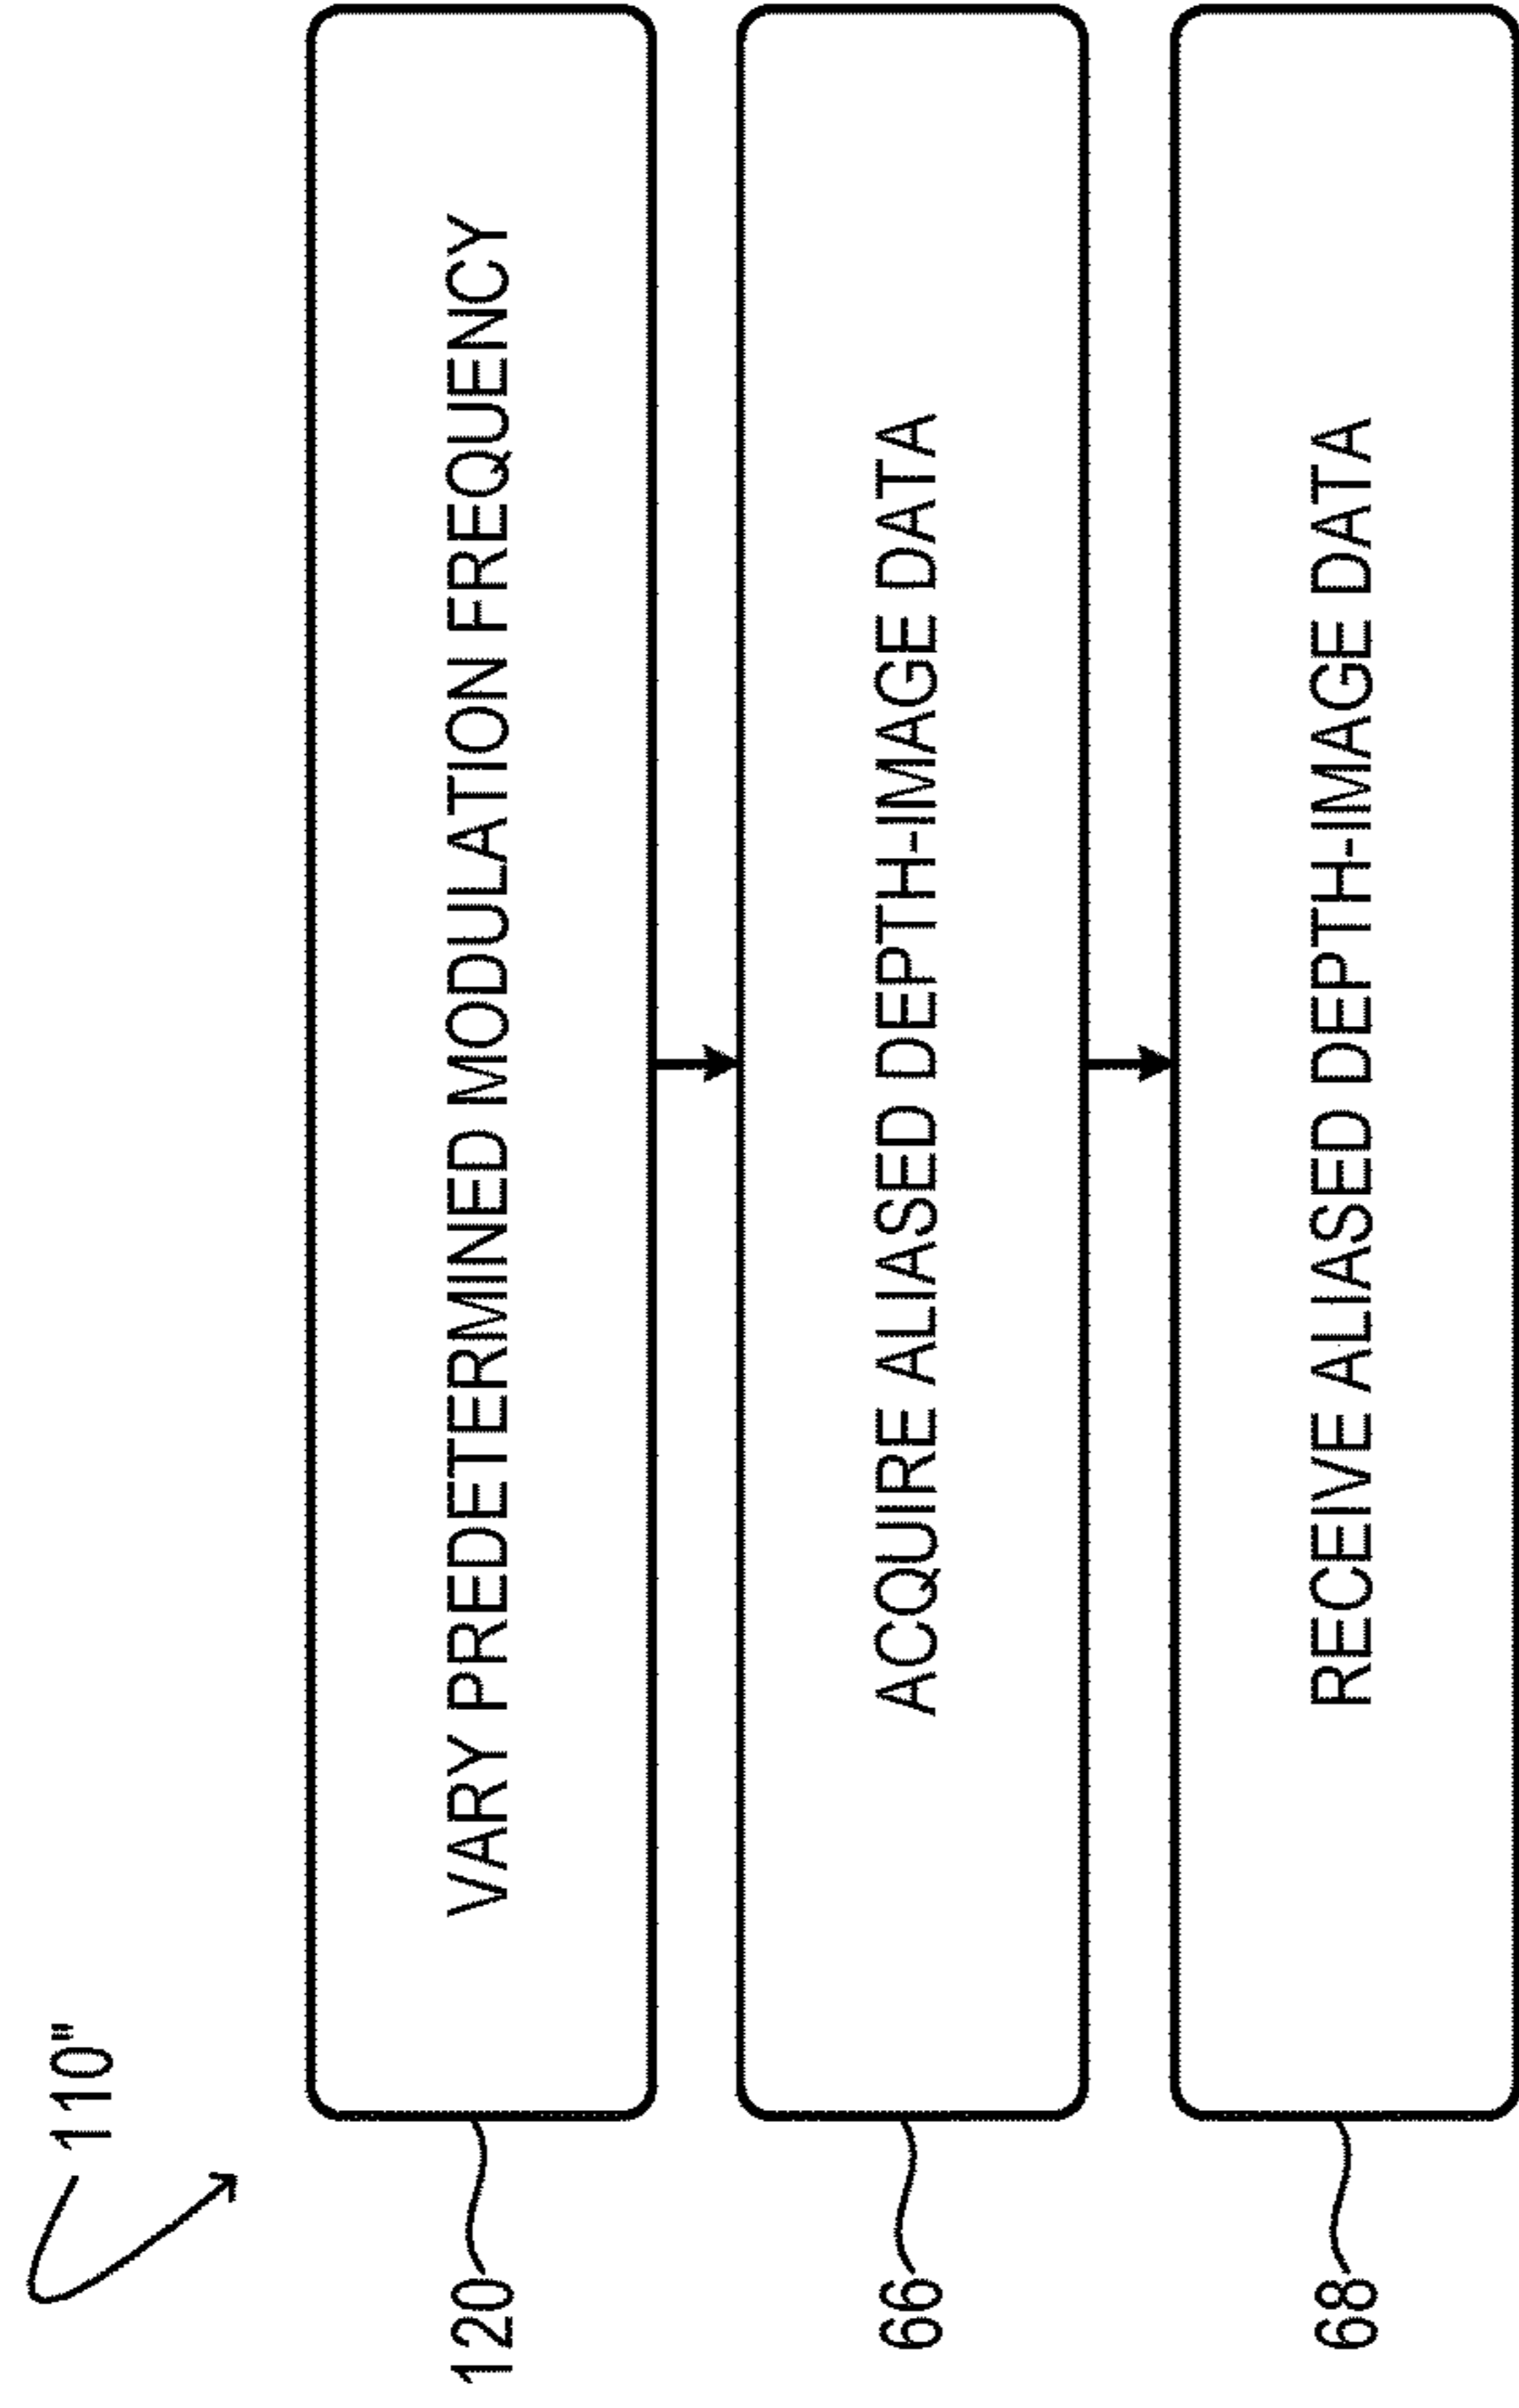 110"
120
VARY PREDETERMINED MODULATION FREQUENCY
66
ACQUIRE ALIASED DEPTH-IMAGE DATA
68
RECEIVE ALIASED DEPTH-IMAGE DATA